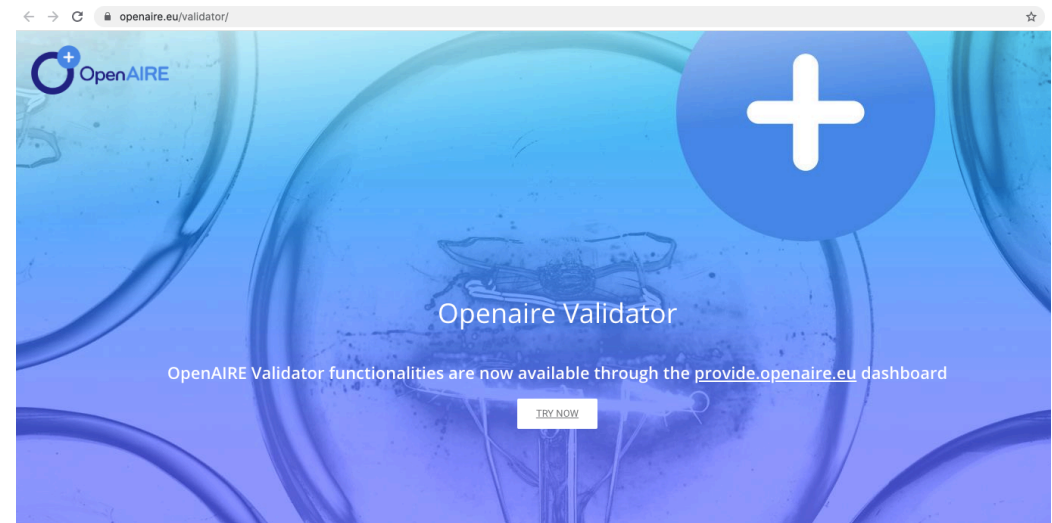 openaire.eu/validator/
OpenAIRE
Openaire Validator
OpenAIRE Validator functionalities are now available through the provide.openaire.eu dashboard
TRY NOW